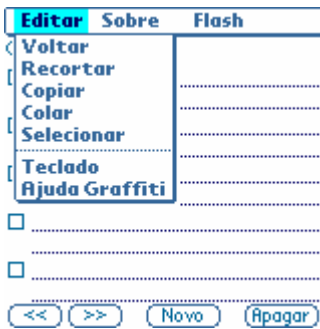 Editar Sobre Flash
Voltar
Recortar
Copiar
Colar
Selecionar
Teclado
Ajuda Graffiti
<< >> Novo Apagar